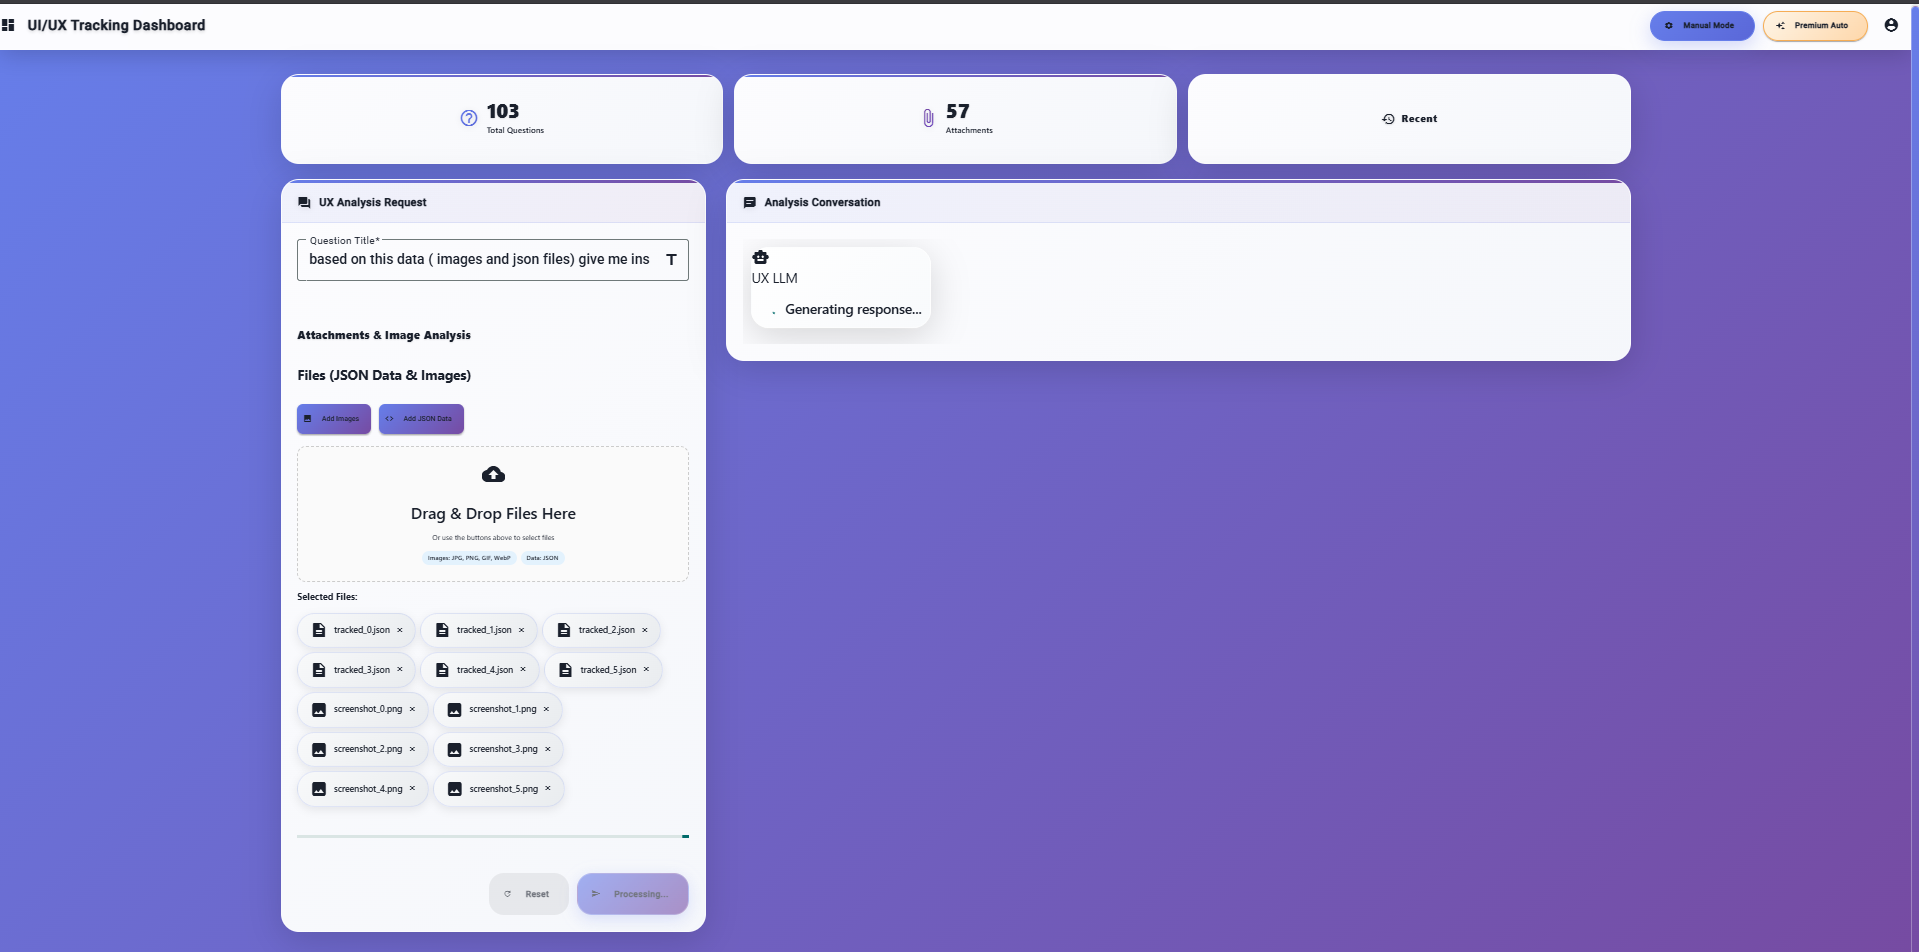 UI/UX Tracking Dashboard
Manual Mode
Premium Auto
103
Total Questions
57
Attachments
Recent
UX Analysis Request
Question Title*
based on this data ( images and json files) give me ins
Attachments & Image Analysis
Files (JSON Data & Images)
Add Images
Add JSON Data
Drag & Drop Files Here
Or use the buttons above to select files
Images: JPG, PNG, GIF, WebP
Data: JSON
Selected Files:
tracked_0.json ×
tracked_1.json ×
tracked_2.json ×
tracked_3.json ×
tracked_4.json ×
tracked_5.json ×
screenshot_0.png ×
screenshot_1.png ×
screenshot_2.png ×
screenshot_3.png ×
screenshot_4.png ×
screenshot_5.png ×
Reset
Processing...
Analysis Conversation
UX LLM
Generating response...